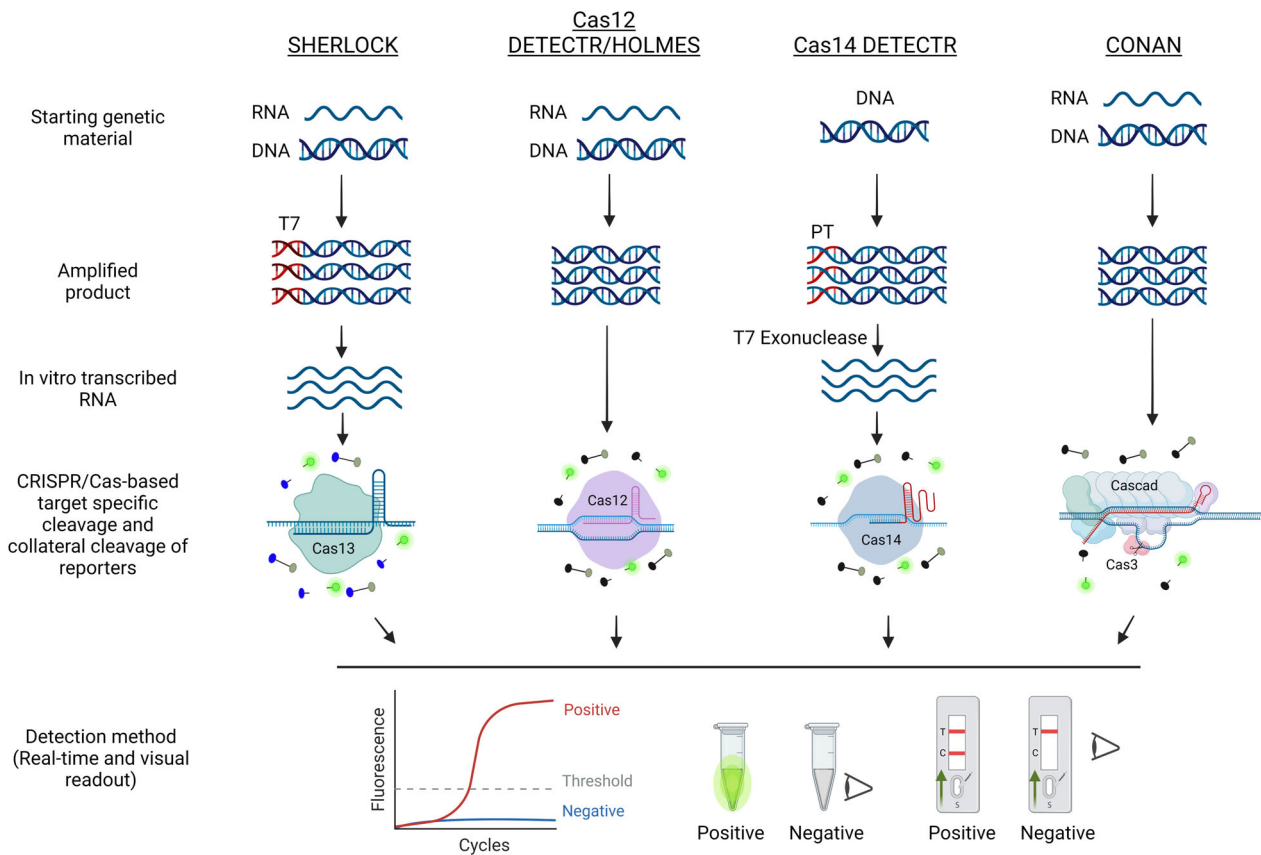 SHERLOCK
Cas12
DETECTR/HOLMES
Cas14 DETECTR
CONAN
Starting genetic
material
RNA
DNA
RNA
DNA
DNA
RNA
DNA
Amplified
product
T7
PT
T7 Exonuclease
In vitro transcribed
RNA
CRISPR/Cas-based
target specific
cleavage and
collateral cleavage of
reporters
Cas13
Cas12
Cas14
Cascad
Cas3
Detection method
(Real-time and visual
readout)
Fluorescence
Positive
Threshold
Negative
Cycles
Positive
Negative
T
C
S
Positive
T
C
S
Negative